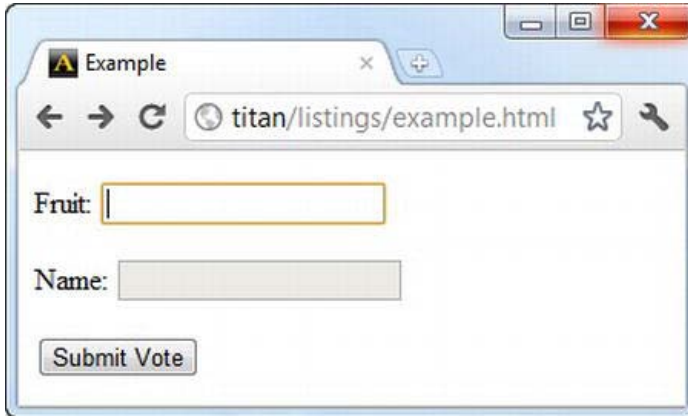 Example
titan/listings/example.html
Fruit:
Name:
Submit Vote